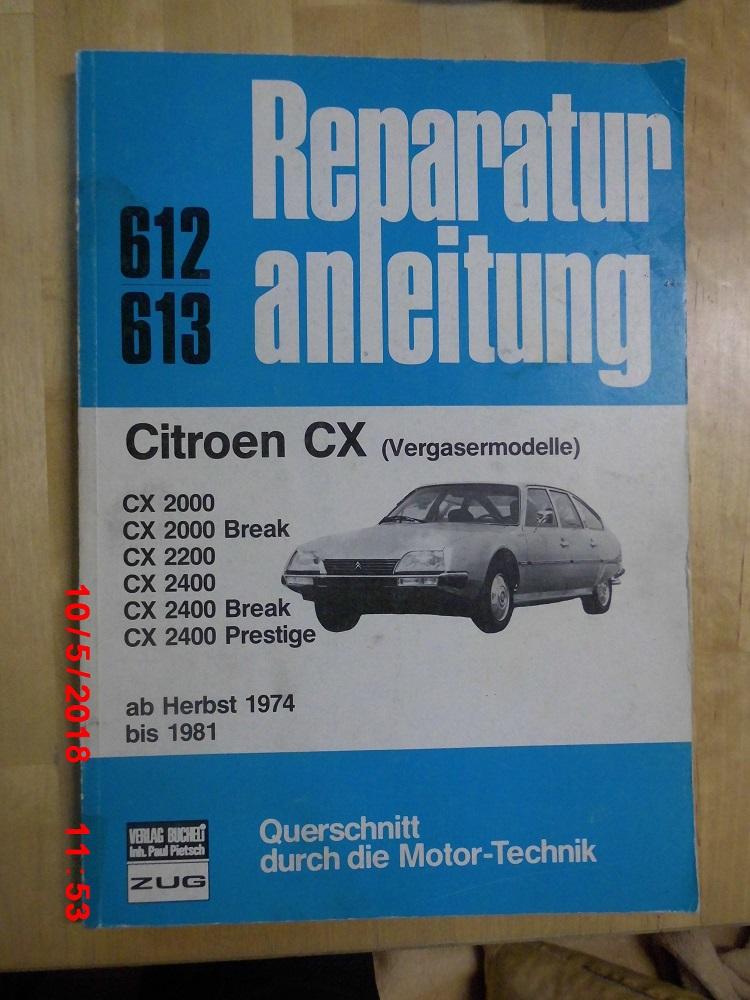 Reparatur
anleitung
612
613
Citroen CX (Vergasermodelle)
CX 2000
CX 2000 Break
CX 2200
CX 2400
CX 2400 Break
CX 2400 Prestige
ab Herbst 1974
bis 1981
VERLAG BUCHELI
Inh. Paul Pietsch
ZUG
Querschnitt
durch die Motor-Technik
10/5/2018 11:53